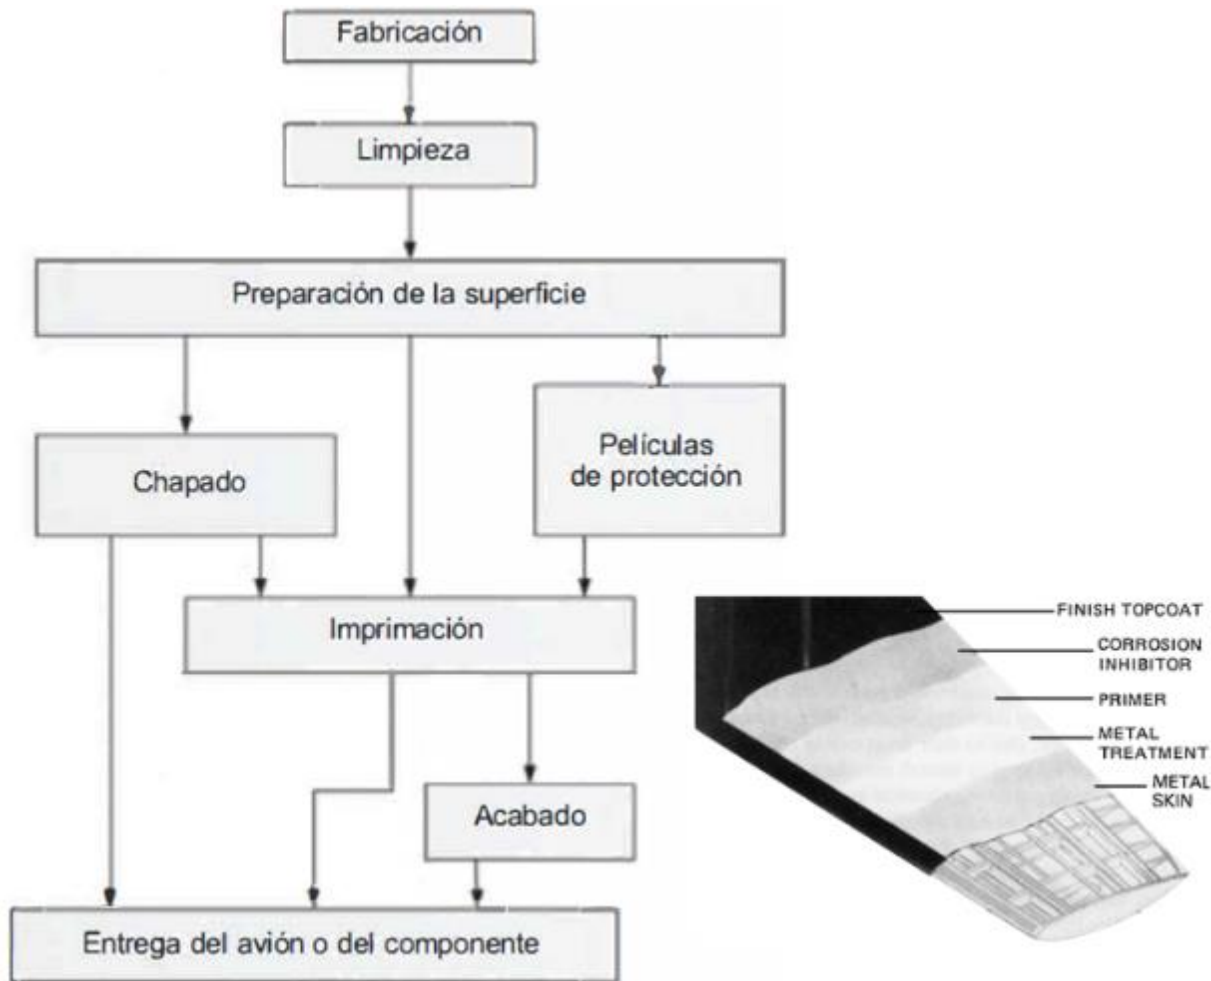 Fabricación
Limpieza
Preparación de la superficie
Chapado
Películas
de protección
Imprimación
Acabado
Entrega del avión o del componente
FINISH TOPCOAT
CORROSION
INHIBITOR
PRIMER
METAL
TREATMENT
METAL
SKIN